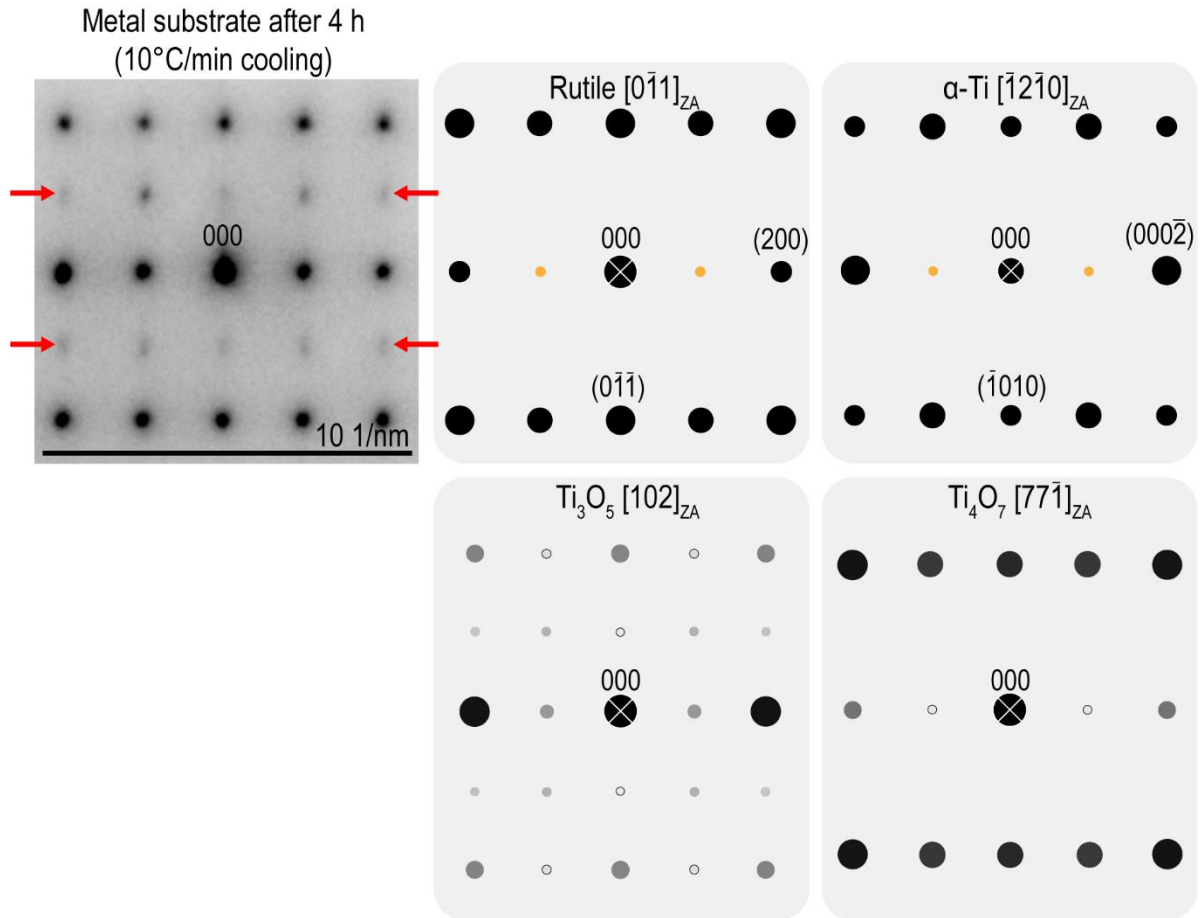 Metal substrate after 4 h
(10°C/min cooling)
000
10 1/nm
Rutile [01̄1]ZA
000
(200)
(01̄1̄)
α-Ti [1̄21̄0]ZA
000
(0002̄)
(1̄010)
Ti₃O₅ [102]ZA
000
Ti₄O₇ [771̄]ZA
000